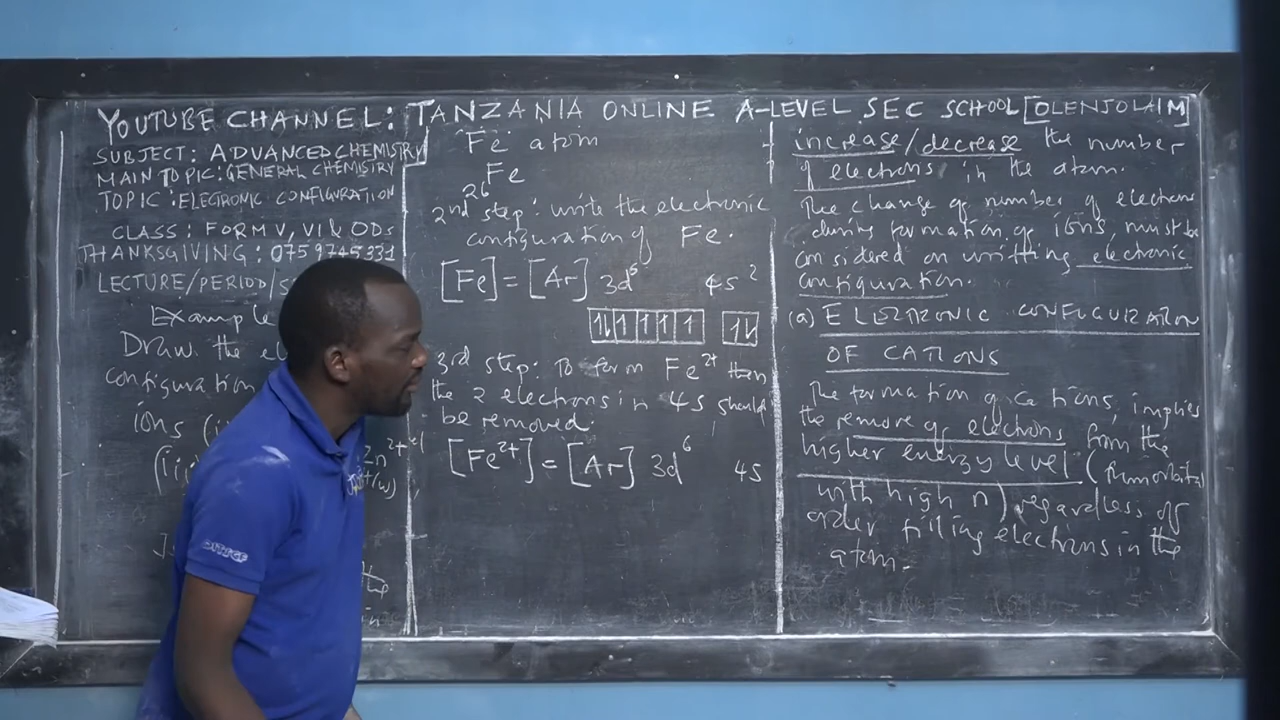 YOUTUBE CHANNEL: TANZANIA ONLINE A-LEVEL SEC SCHOOL [OLENJOLAIM]
SUBJECT: ADVANCED CHEMISTRY
MAIN TOPIC: GENERAL CHEMISTRY
TOPIC: ELECTRONIC CONFIGURATION
CLASS: FORM V, VI & ODs
THANKSGIVING: 0759745331
LECTURE/PERIOD/S
Example
Draw the el
configuration
ions (i
(iii
Zn²⁺
Fe atom
Fe
26
2nd step: write the electronic
configuration of Fe.
[Fe] = [Ar] 3d⁶ 4s²
3rd step: To form Fe²⁺ then
the 2 electrons in 4s should
be removed.
[Fe²⁺] = [Ar] 3d⁶ 4s
increase/decrease the number
of electrons in the atom.
The change of number of electrons
during formation of ions, must be
considered on writting electronic
configuration.
(a) ELECTRONIC CONFIGURATION
OF CATIONS
The formation of cations, implies
the remove of electrons from the
higher energy level (
with high n) regardless of
order filling electrons in the
atom.